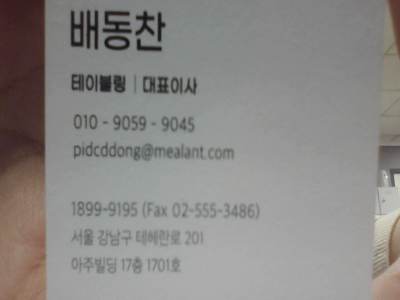 배동찬
테이블링 | 대표이사
010 - 9059 - 9045
pidcddong@mealant.com
1899-9195 (Fax 02-555-3486)
서울 강남구 테헤란로 201
아주빌딩 17층 1701호